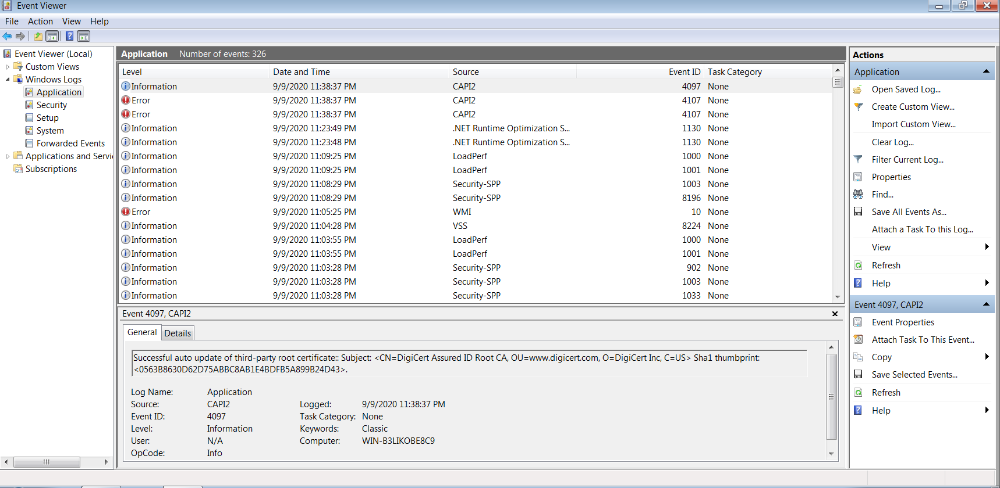 Event Viewer
File Action View Help
Event Viewer (Local)
Custom Views
Windows Logs
Application
Security
Setup
System
Forwarded Events
Applications and Servi
Subscriptions
Application Number of events: 326
Level Date and Time Source Event ID Task Category
Information 9/9/2020 11:38:37 PM CAPI2 4097 None
Error 9/9/2020 11:38:37 PM CAPI2 4107 None
Error 9/9/2020 11:38:37 PM CAPI2 4107 None
Information 9/9/2020 11:23:49 PM .NET Runtime Optimization S... 1130 None
Information 9/9/2020 11:23:48 PM .NET Runtime Optimization S... 1130 None
Information 9/9/2020 11:09:25 PM LoadPerf 1000 None
Information 9/9/2020 11:09:25 PM LoadPerf 1001 None
Information 9/9/2020 11:08:29 PM Security-SPP 1003 None
Information 9/9/2020 11:08:29 PM Security-SPP 8196 None
Error 9/9/2020 11:05:25 PM WMI 10 None
Information 9/9/2020 11:04:28 PM VSS 8224 None
Information 9/9/2020 11:03:55 PM LoadPerf 1000 None
Information 9/9/2020 11:03:55 PM LoadPerf 1001 None
Information 9/9/2020 11:03:28 PM Security-SPP 902 None
Information 9/9/2020 11:03:28 PM Security-SPP 1003 None
Information 9/9/2020 11:03:28 PM Security-SPP 1033 None
Event 4097, CAPI2
General Details
Successful auto update of third-party root certificate:: Subject: <CN=DigiCert Assured ID Root CA, OU=www.digicert.com, O=DigiCert Inc, C=US> Sha1 thumbprint:
<0563B8630D62D75ABBC8AB1E4BDFB5A899B24D43>.
Log Name: Application
Source: CAPI2 Logged: 9/9/2020 11:38:37 PM
Event ID: 4097 Task Category: None
Level: Information Keywords: Classic
User: N/A Computer: WIN-B3LIKOBE8C9
OpCode: Info
Actions
Application
Open Saved Log...
Create Custom View...
Import Custom View...
Clear Log...
Filter Current Log...
Properties
Find...
Save All Events As...
Attach a Task To this Log...
View
Refresh
Help
Event 4097, CAPI2
Event Properties
Attach Task To This Event...
Copy
Save Selected Events...
Refresh
Help